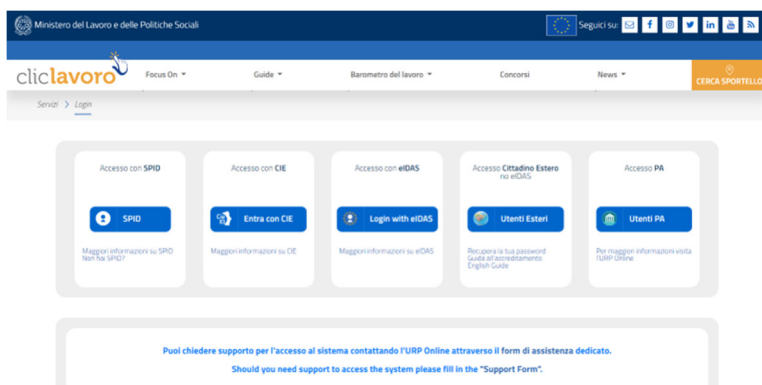 Ministero del Lavoro e delle Politiche Sociali
Seguici su:
cliclavoro
Focus On
Guide
Barometro del lavoro
Concorsi
News
CERCA SPORTELLO
Servizi > Login
Accesso con SPID
SPID
Maggiori informazioni su SPID
Non hai SPID?
Accesso con CIE
Entra con CIE
Maggiori informazioni su CIE
Accesso con eIDAS
Login with eIDAS
Maggiori informazioni su eIDAS
Accesso Cittadino Estero
no eIDAS
Utenti Esteri
Recupera la tua password
Guida all'accreditamento
English Guide
Accesso PA
Utenti PA
Per maggiori informazioni visita
l'URP Online
Puoi chiedere supporto per l'accesso al sistema contattando l'URP Online attraverso il form di assistenza dedicato.
Should you need support to access the system please fill in the "Support Form".